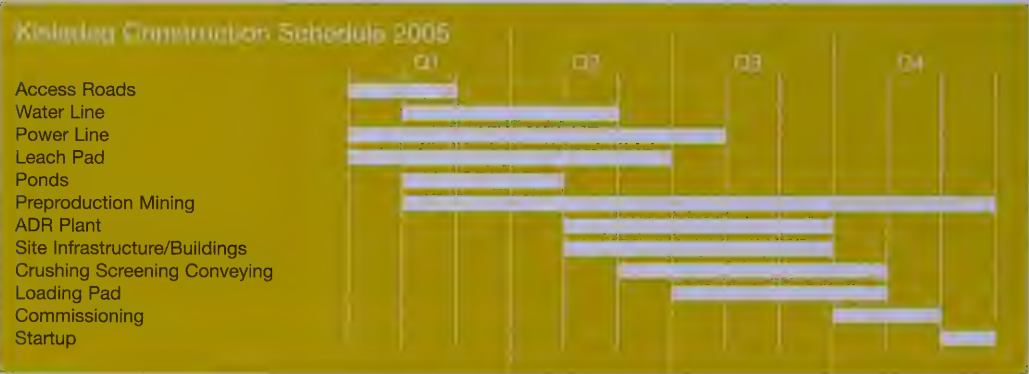 Kisladag Construction Schedule 2005
Q1 Q2 Q3 Q4
Access Roads
Water Line
Power Line
Leach Pad
Ponds
Preproduction Mining
ADR Plant
Site Infrastructure/Buildings
Crushing Screening Conveying
Loading Pad
Commissioning
Startup